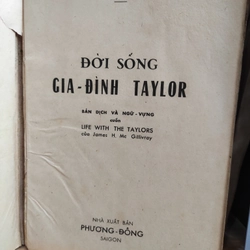 ĐỜI SỐNG
GIA-ĐÌNH TAYLOR
BẢN DỊCH VÀ NGỮ-VỰNG
cuốn
LIFE WITH THE TAYLORS
của James H. Mc Gillivray
NHÀ XUẤT BẢN
PHƯƠNG-ĐÔNG
SAIGON